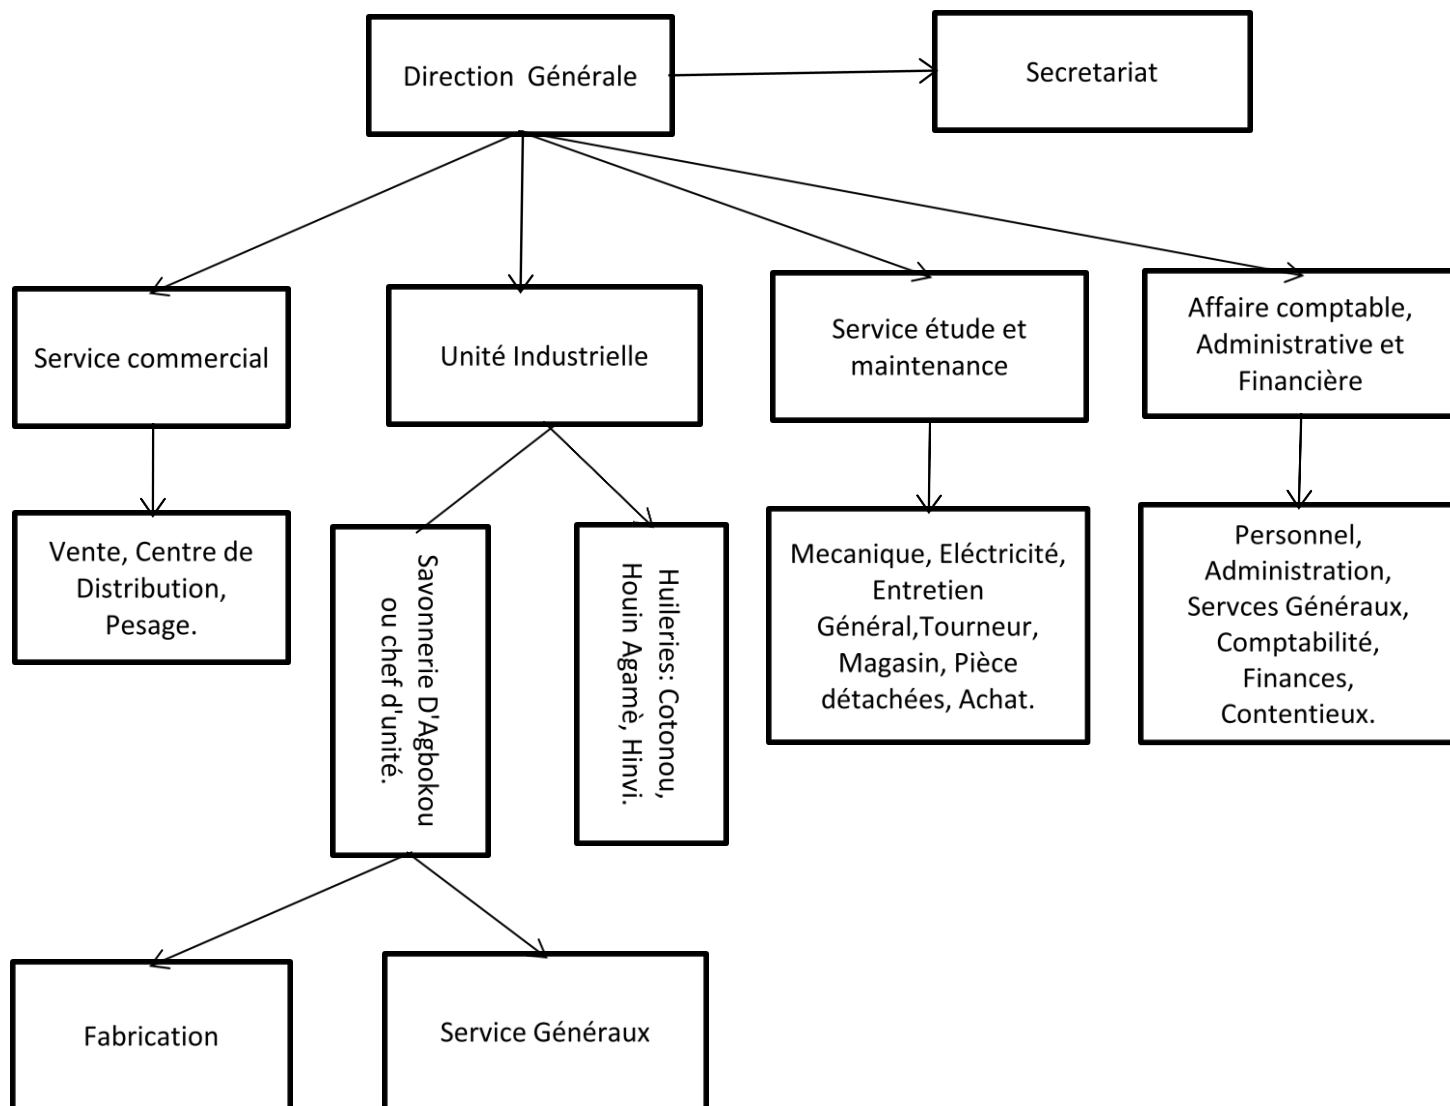 Direction  Générale
Secretariat
Service commercial
Unité Industrielle
Service étude et
maintenance
Affaire comptable,
Administrative et
Financière
Vente, Centre de
Distribution,
Pesage.
Savonnerie D'Agbokou
ou chef d'unité.
Huileries: Cotonou,
Houin Agamè, Hinvi.
Mecanique, Eléctricité,
Entretien
Général,Tourneur,
Magasin, Pièce
détachées, Achat.
Personnel,
Administration,
Servces Généraux,
Comptabilité,
Finances,
Contentieux.
Fabrication
Service Généraux